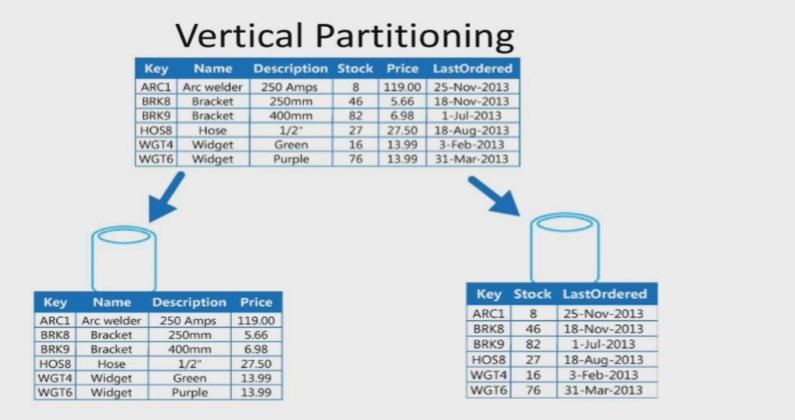 Vertical Partitioning
Key Name Description Stock Price LastOrdered
ARC1 Arc welder 250 Amps 8 119.00 25-Nov-2013
BRK8 Bracket 250mm 46 5.66 18-Nov-2013
BRK9 Bracket 400mm 82 6.98 1-Jul-2013
HOS8 Hose 1/2" 27 27.50 18-Aug-2013
WGT4 Widget Green 16 13.99 3-Feb-2013
WGT6 Widget Purple 76 13.99 31-Mar-2013
Key Name Description Price
ARC1 Arc welder 250 Amps 119.00
BRK8 Bracket 250mm 5.66
BRK9 Bracket 400mm 6.98
HOS8 Hose 1/2" 27.50
WGT4 Widget Green 13.99
WGT6 Widget Purple 13.99
Key Stock LastOrdered
ARC1 8 25-Nov-2013
BRK8 46 18-Nov-2013
BRK9 82 1-Jul-2013
HOS8 27 18-Aug-2013
WGT4 16 3-Feb-2013
WGT6 76 31-Mar-2013